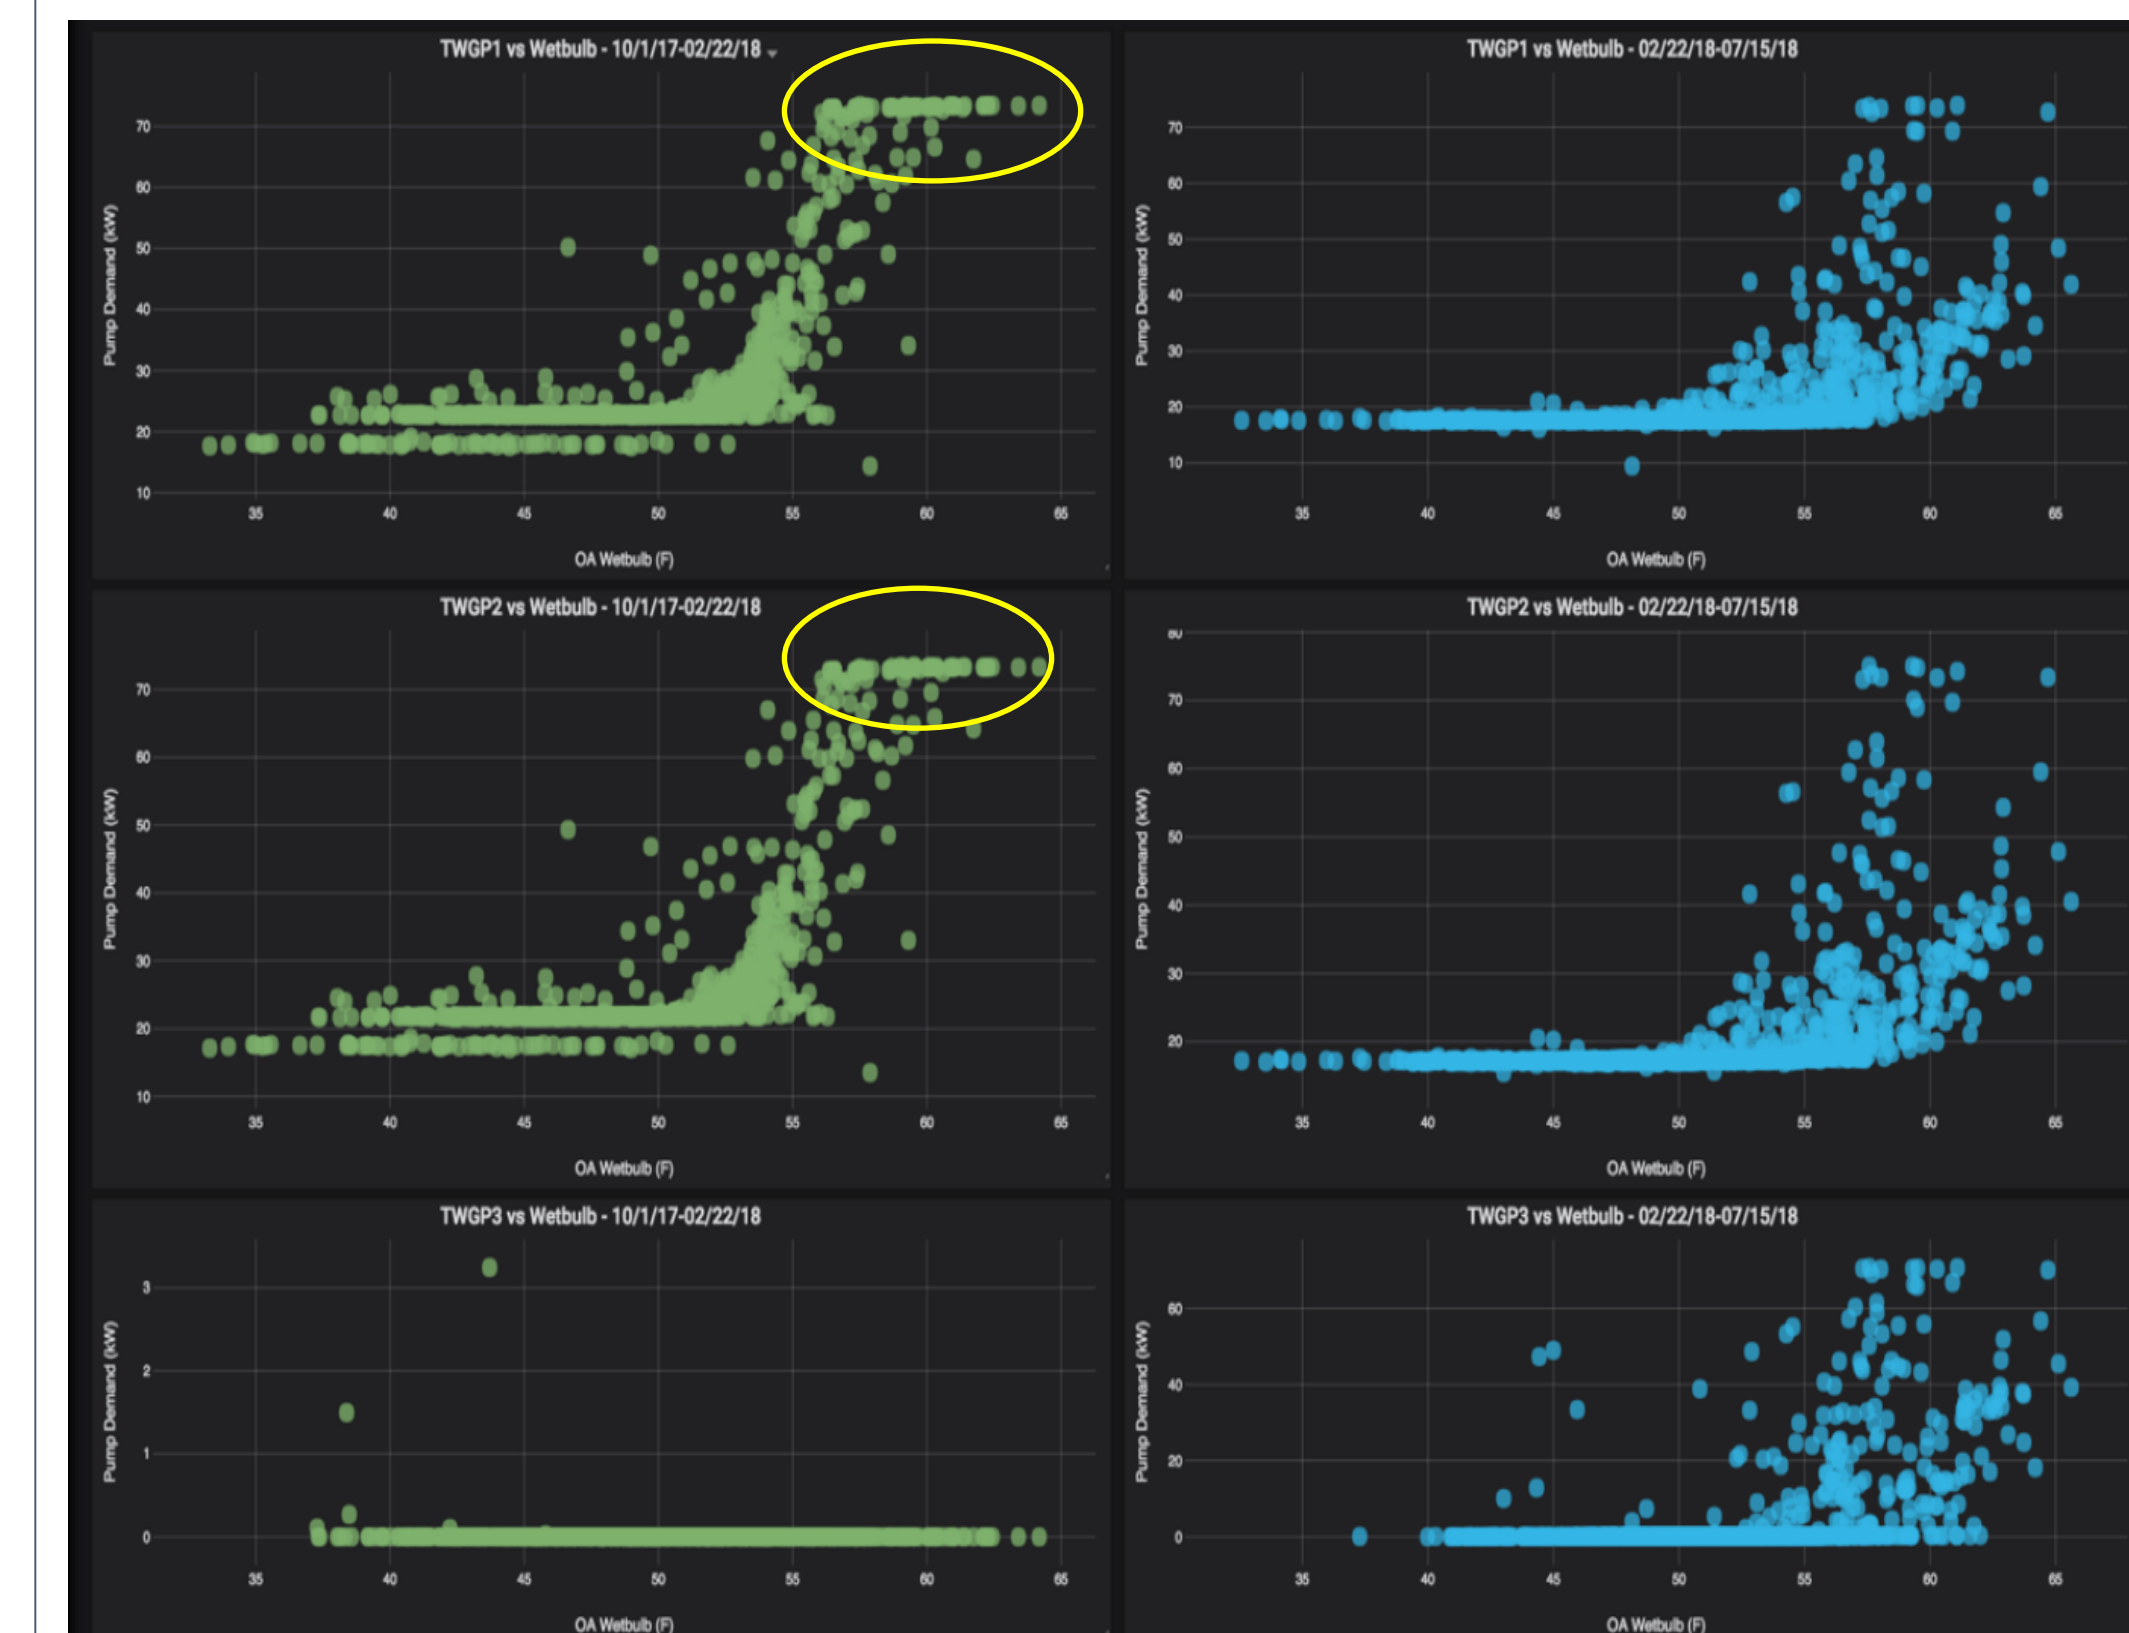 TWGP1 vs Wetbulb - 10/1/17-02/22/18
70
60
50
40
30
20
10
Pump Demand (kW)
35 40 45 50 55 60 65
OA Wetbulb (F)
TWGP1 vs Wetbulb - 02/22/18-07/15/18
70
60
50
40
30
20
10
Pump Demand (kW)
35 40 45 50 55 60 65
OA Wetbulb (F)
TWGP2 vs Wetbulb - 10/1/17-02/22/18
70
60
50
40
30
20
10
Pump Demand (kW)
35 40 45 50 55 60 65
OA Wetbulb (F)
TWGP2 vs Wetbulb - 02/22/18-07/15/18
80
70
60
50
40
30
20
Pump Demand (kW)
35 40 45 50 55 60 65
OA Wetbulb (F)
TWGP3 vs Wetbulb - 10/1/17-02/22/18
3
2
1
0
Pump Demand (kW)
35 40 45 50 55 60 65
OA Wetbulb (F)
TWGP3 vs Wetbulb - 02/22/18-07/15/18
60
40
20
0
Pump Demand (kW)
35 40 45 50 55 60 65
OA Wetbulb (F)